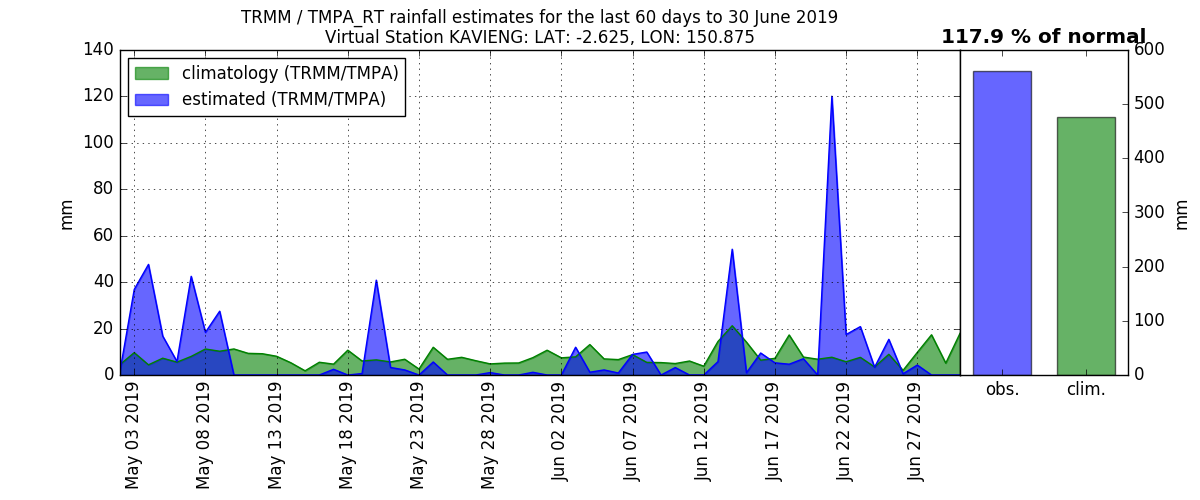 TRMM / TMPA_RT rainfall estimates for the last 60 days to 30 June 2019
Virtual Station KAVIENG: LAT: -2.625, LON: 150.875
117.9 % of normal
climatology (TRMM/TMPA)
estimated (TRMM/TMPA)
mm
140
120
100
80
60
40
20
0
May 03 2019
May 08 2019
May 13 2019
May 18 2019
May 23 2019
May 28 2019
Jun 02 2019
Jun 07 2019
Jun 12 2019
Jun 17 2019
Jun 22 2019
Jun 27 2019
obs.
clim.
600
500
400
300
200
100
0
mm